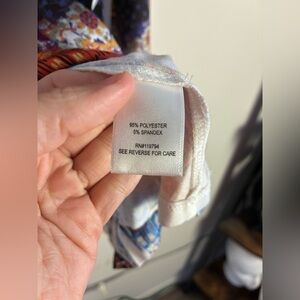 95% POLYESTER
5% SPANDEX
RN#119794
SEE REVERSE FOR CARE